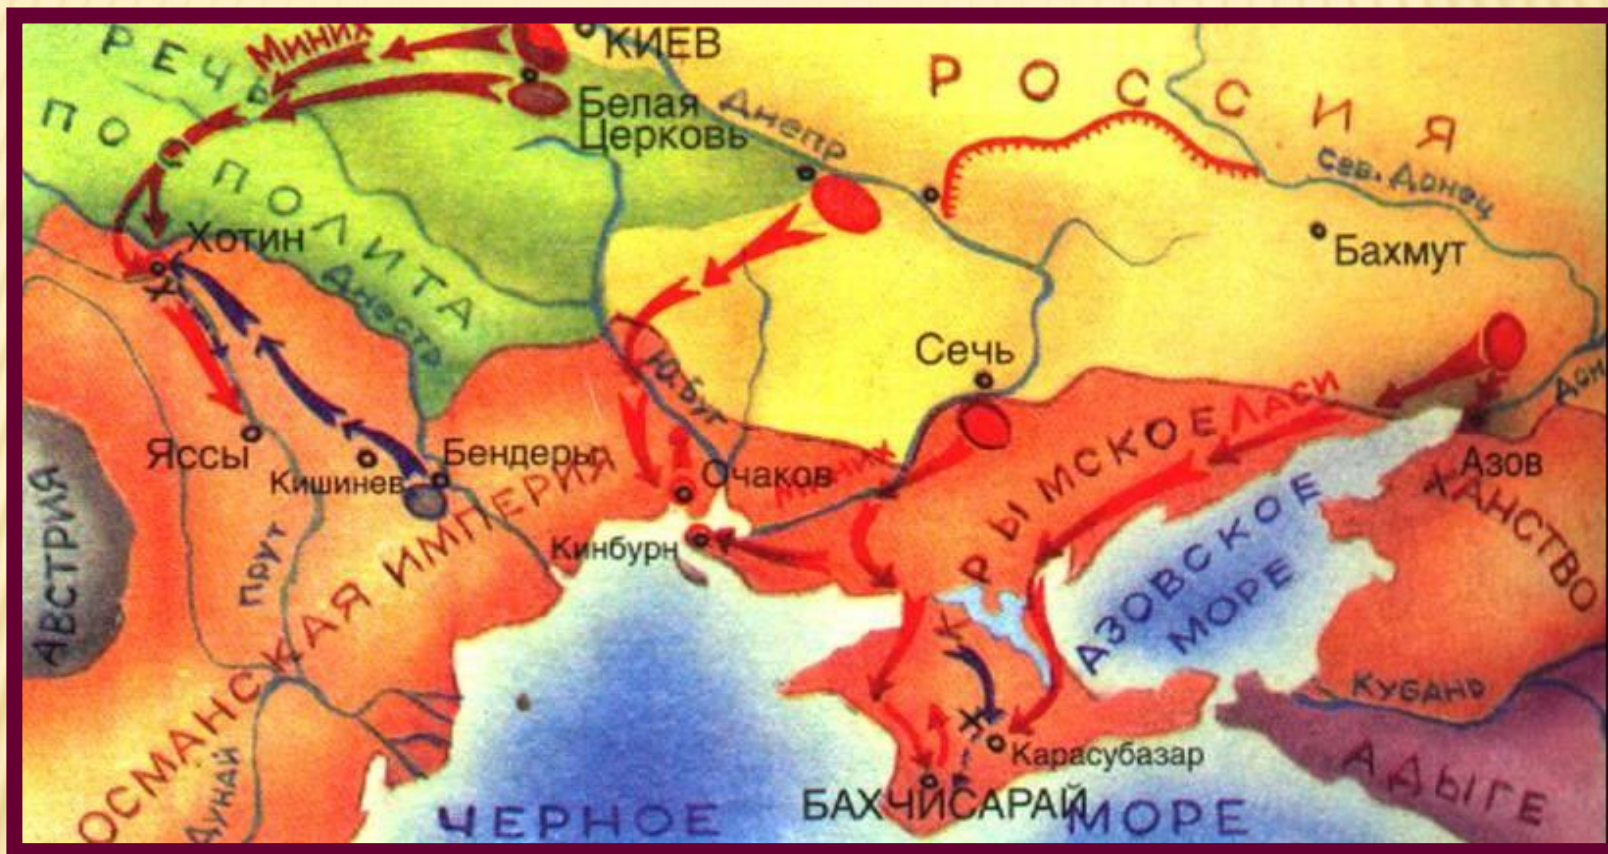 РЕЧЬ
ПОСПОЛИТА
Миних
КИЕВ
Белая
Церковь
Днепр
РОССИЯ
Сев. Донец
Бахмут
Хотин
Днестр
Сечь
Ю. Буг
Ласи
Дон
Яссы
Кишинев
Бендеры
Очаков
Миних
Азов
КРЫМСКОЕ
ХАНСТВО
АВСТРИЯ
Прут
ОСМАНСКАЯ ИМПЕРИЯ
Кинбурн
АЗОВСКОЕ
МОРЕ
Кубань
Карасубазар
АДЫГЕ
Дунай
БАХЧИСАРАЙ
ЧЕРНОЕ
МОРЕ